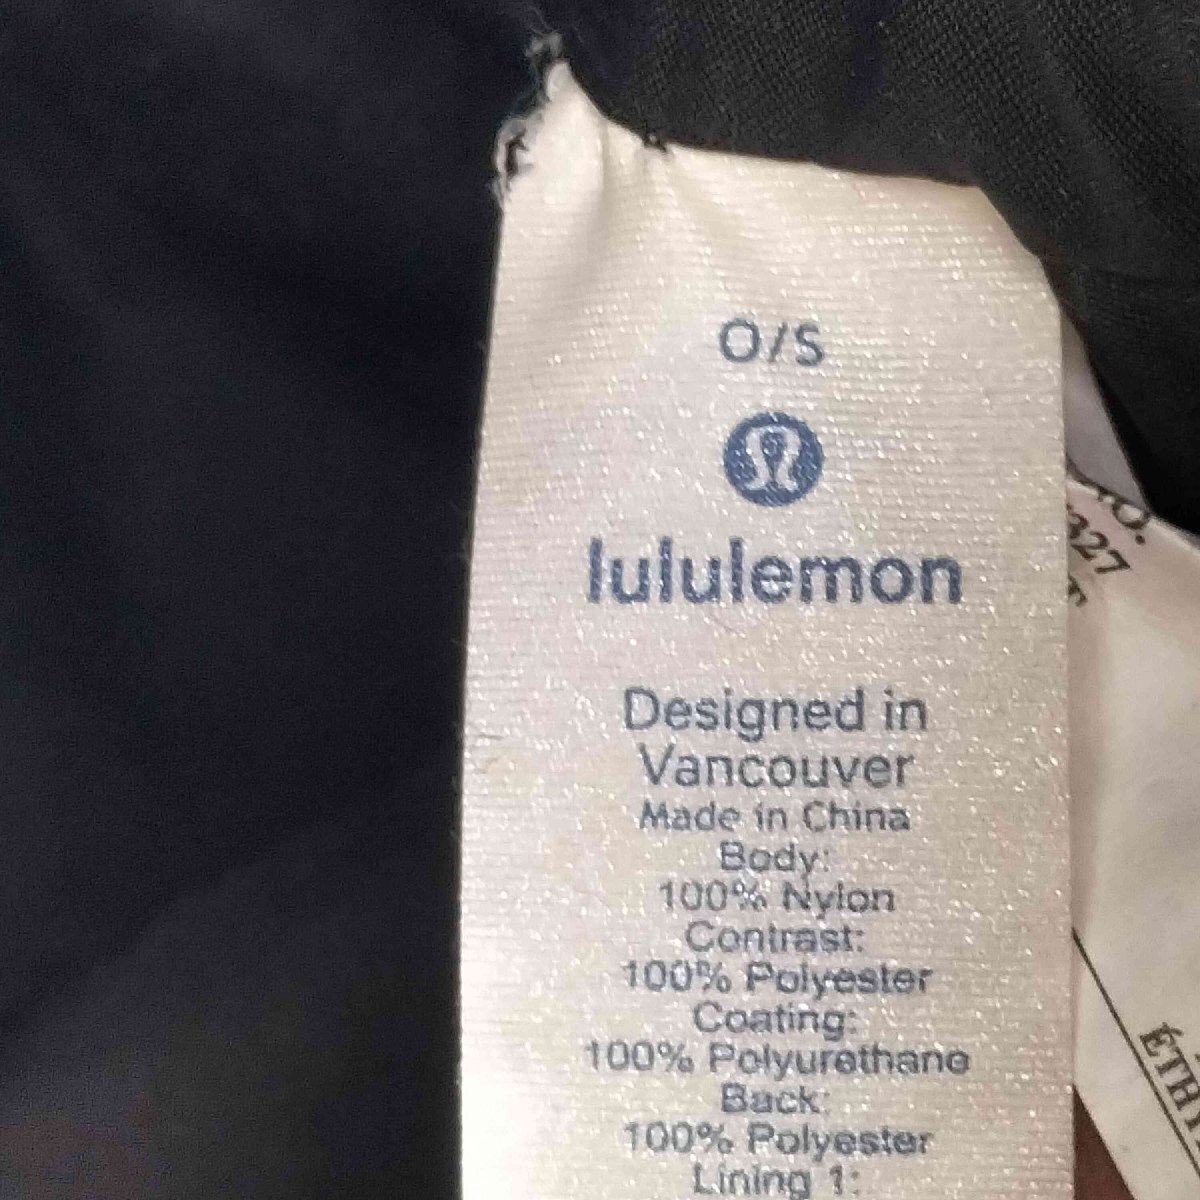 O/S
lululemon
Designed in
Vancouver
Made in China
Body:
100% Nylon
Contrast:
100% Polyester
Coating:
100% Polyurethane
Back:
100% Polyester
Lining 1:
327